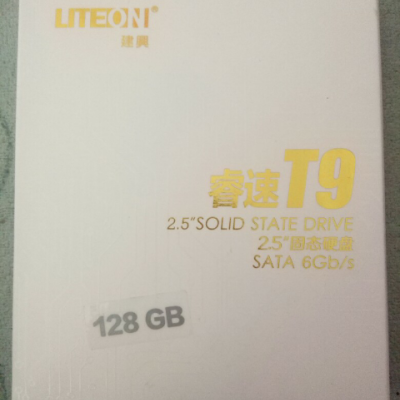 LITEON®
建興
睿速T9
2.5"SOLID STATE DRIVE
2.5"固态硬盘
SATA 6Gb/s
128 GB